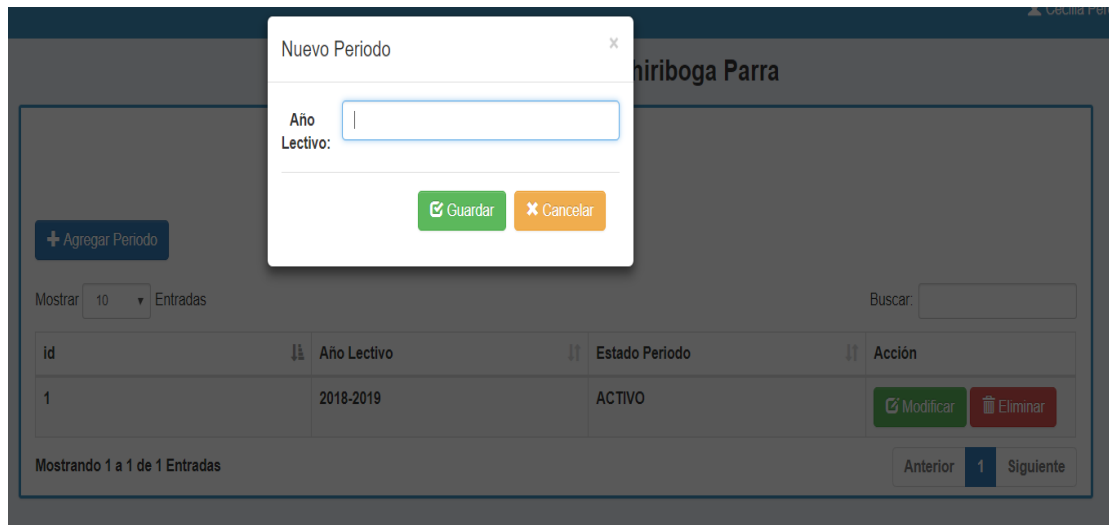 Cecilia
Nuevo Periodo
×
hiriboga Parra
Año
Lectivo:
Guardar
Cancelar
Agregar Periodo
Mostrar 10 Entradas
Buscar:
id Año Lectivo Estado Periodo Acción
1 2018-2019 ACTIVO Modificar Eliminar
Mostrando 1 a 1 de 1 Entradas
Anterior 1 Siguiente